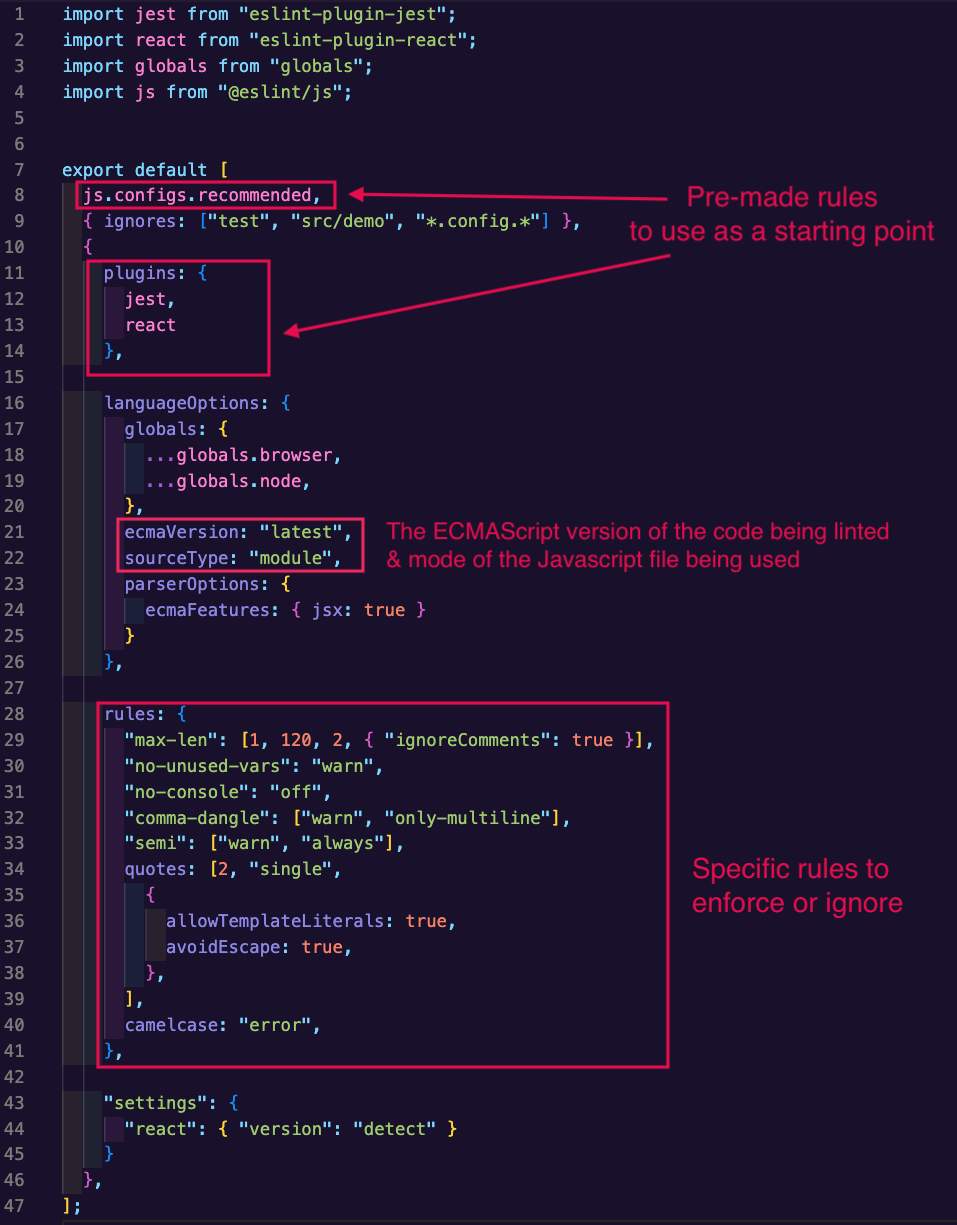 1 import jest from "eslint-plugin-jest";
2 import react from "eslint-plugin-react";
3 import globals from "globals";
4 import js from "@eslint/js";
5
6
7 export default [
8 js.configs.recommended,
Pre-made rules
to use as a starting point
9 { ignores: ["test", "src/demo", "*.config.*"] },
10 {
11 plugins: {
12 jest,
13 react
14 },
15
16 languageOptions: {
17 globals: {
18 ...globals.browser,
19 ...globals.node,
20 },
21 ecmaVersion: "latest",
22 sourceType: "module",
The ECMAScript version of the code being linted
& mode of the Javascript file being used
23 parserOptions: {
24 ecmaFeatures: { jsx: true }
25 }
26 },
27
28 rules: {
29 "max-len": [1, 120, 2, { "ignoreComments": true }],
30 "no-unused-vars": "warn",
31 "no-console": "off",
32 "comma-dangle": ["warn", "only-multiline"],
33 "semi": ["warn", "always"],
34 quotes: [2, "single",
35 {
36 allowTemplateLiterals: true,
37 avoidEscape: true,
38 },
39 ],
40 camelcase: "error",
41 },
Specific rules to
enforce or ignore
42
43 "settings": {
44 "react": { "version": "detect" }
45 }
46 },
47 ];